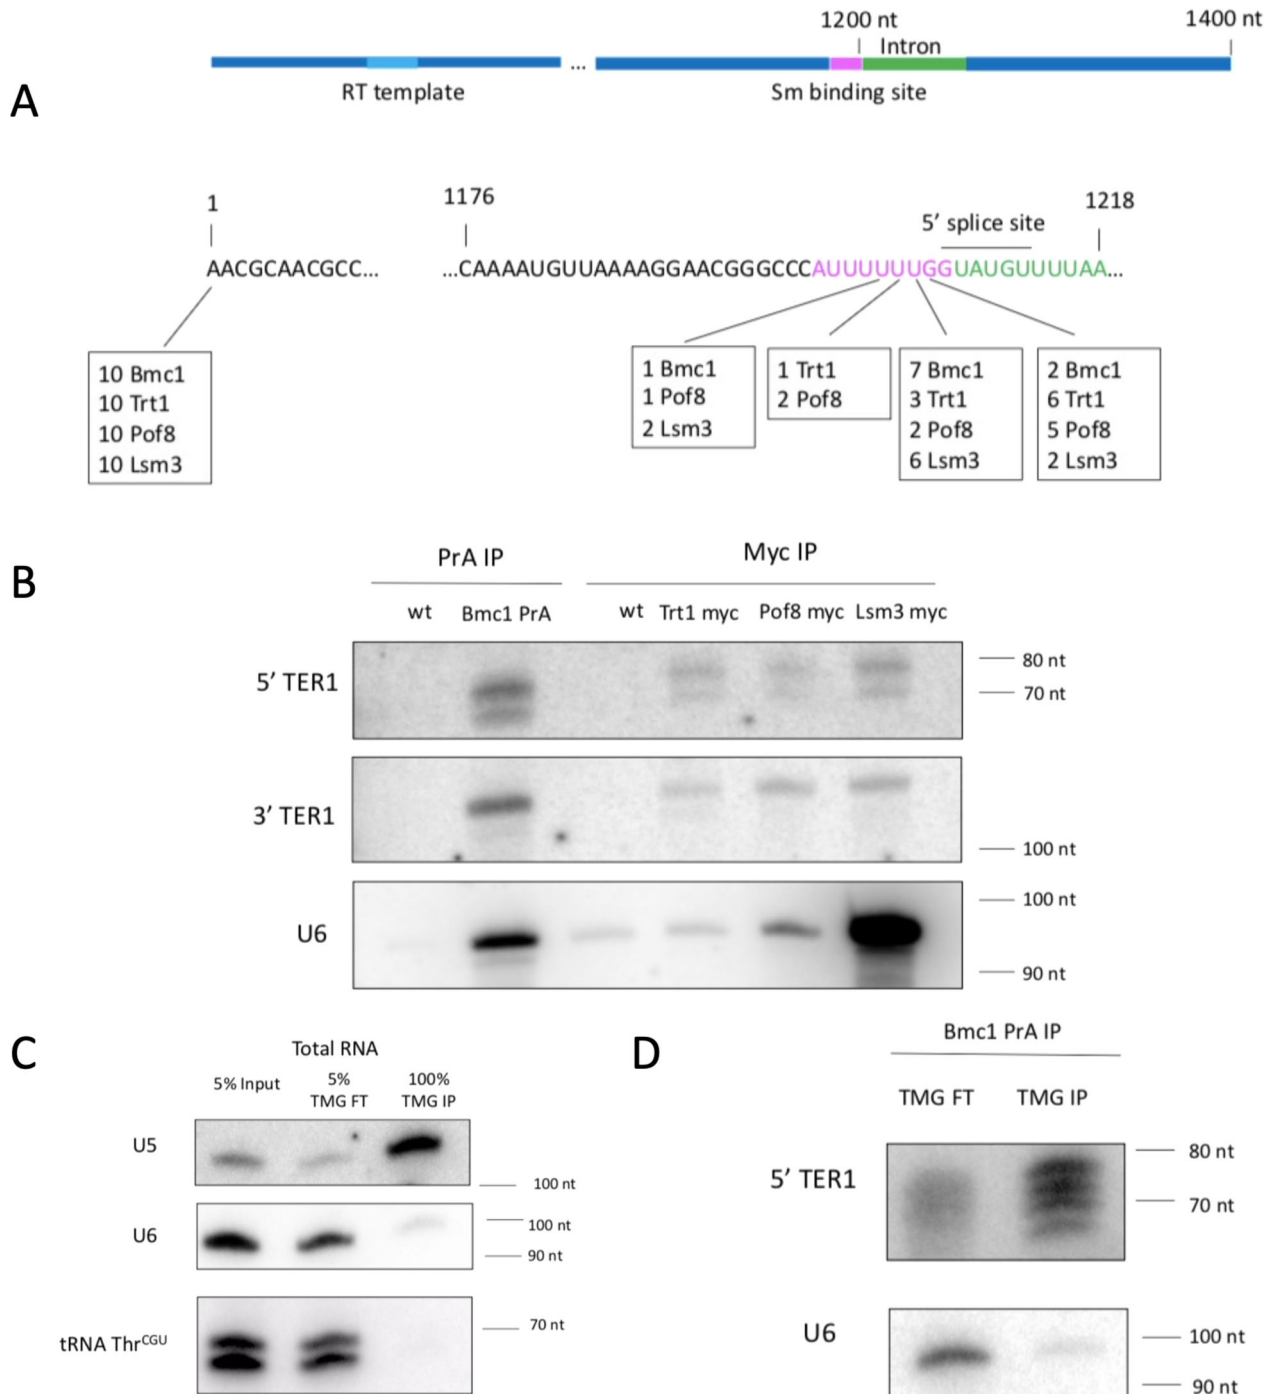 1200 nt
1400 nt
Intron
...
RT template
Sm binding site
A
1
1176
1218
5’ splice site
AACGCAACGCC...
...CAAAAUGUUAAAAGGAACGGGCCCAUUUUUUUGGUAUGUUUUAA...
10 Bmc1
10 Trt1
10 Pof8
10 Lsm3
1 Bmc1
1 Pof8
2 Lsm3
1 Trt1
2 Pof8
7 Bmc1
3 Trt1
2 Pof8
6 Lsm3
2 Bmc1
6 Trt1
5 Pof8
2 Lsm3
B
PrA IP
Myc IP
wt
Bmc1 PrA
wt
Trt1 myc
Pof8 myc
Lsm3 myc
5’ TER1
80 nt
70 nt
3’ TER1
100 nt
U6
100 nt
90 nt
C
Total RNA
5% Input
5%
TMG FT
100%
TMG IP
U5
100 nt
U6
100 nt
90 nt
tRNA Thrᶜᴳᵁ
70 nt
D
Bmc1 PrA IP
TMG FT
TMG IP
5’ TER1
80 nt
70 nt
U6
100 nt
90 nt